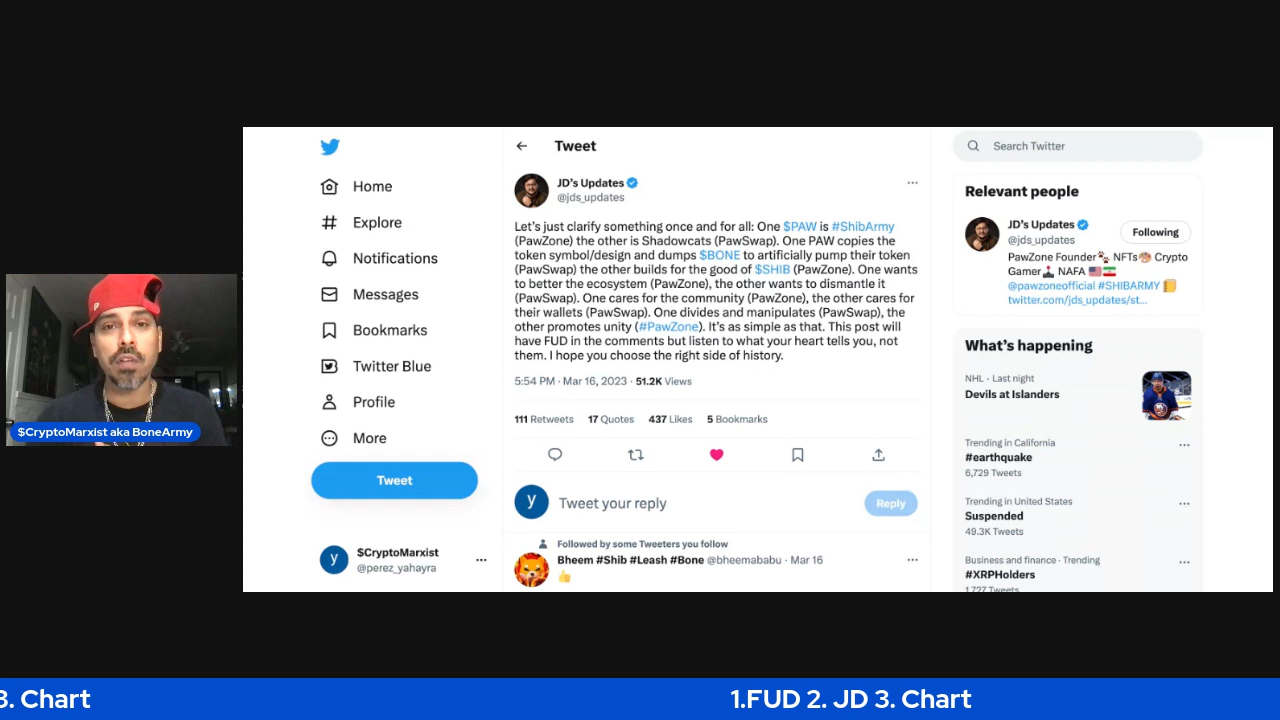 Home
Explore
Notifications
Messages
Bookmarks
Twitter Blue
Profile
More
Tweet
y
$CryptoMarxist
@perez_yahayra
Tweet
JD's Updates
@jds_updates
Let's just clarify something once and for all: One $PAW is #ShibArmy
(PawZone) the other is Shadowcats (PawSwap). One PAW copies the
token symbol/design and dumps $BONE to artificially pump their token
(PawSwap) the other builds for the good of $SHIB (PawZone). One wants
to better the ecosystem (PawZone), the other wants to dismantle it
(PawSwap). One cares for the community (PawZone), the other cares for
their wallets (PawSwap). One divides and manipulates (PawSwap), the
other promotes unity (#PawZone). It's as simple as that. This post will
have FUD in the comments but listen to what your heart tells you, not
them. I hope you choose the right side of history.
5:54 PM · Mar 16, 2023 · 51.2K Views
111 Retweets 17 Quotes 437 Likes 5 Bookmarks
y
Tweet your reply
Reply
Followed by some Tweeters you follow
Bheem #Shib #Leash #Bone @bheemababu · Mar 16
👍
Search Twitter
Relevant people
JD's Updates
@jds_updates
Following
PawZone Founder🐾 NFTs🎨 Crypto
Gamer🕹️ NAFA 🇺🇸🇮🇷
@pawzoneofficial #SHIBARMY 📒
twitter.com/jds_updates/st...
What's happening
NHL · Last night
Devils at Islanders
Trending in California
#earthquake
6,729 Tweets
Trending in United States
Suspended
49.3K Tweets
Business and finance · Trending
#XRPHolders
1,727 Tweets
$CryptoMarxist aka BoneArmy
3. Chart
1.FUD 2. JD 3. Chart